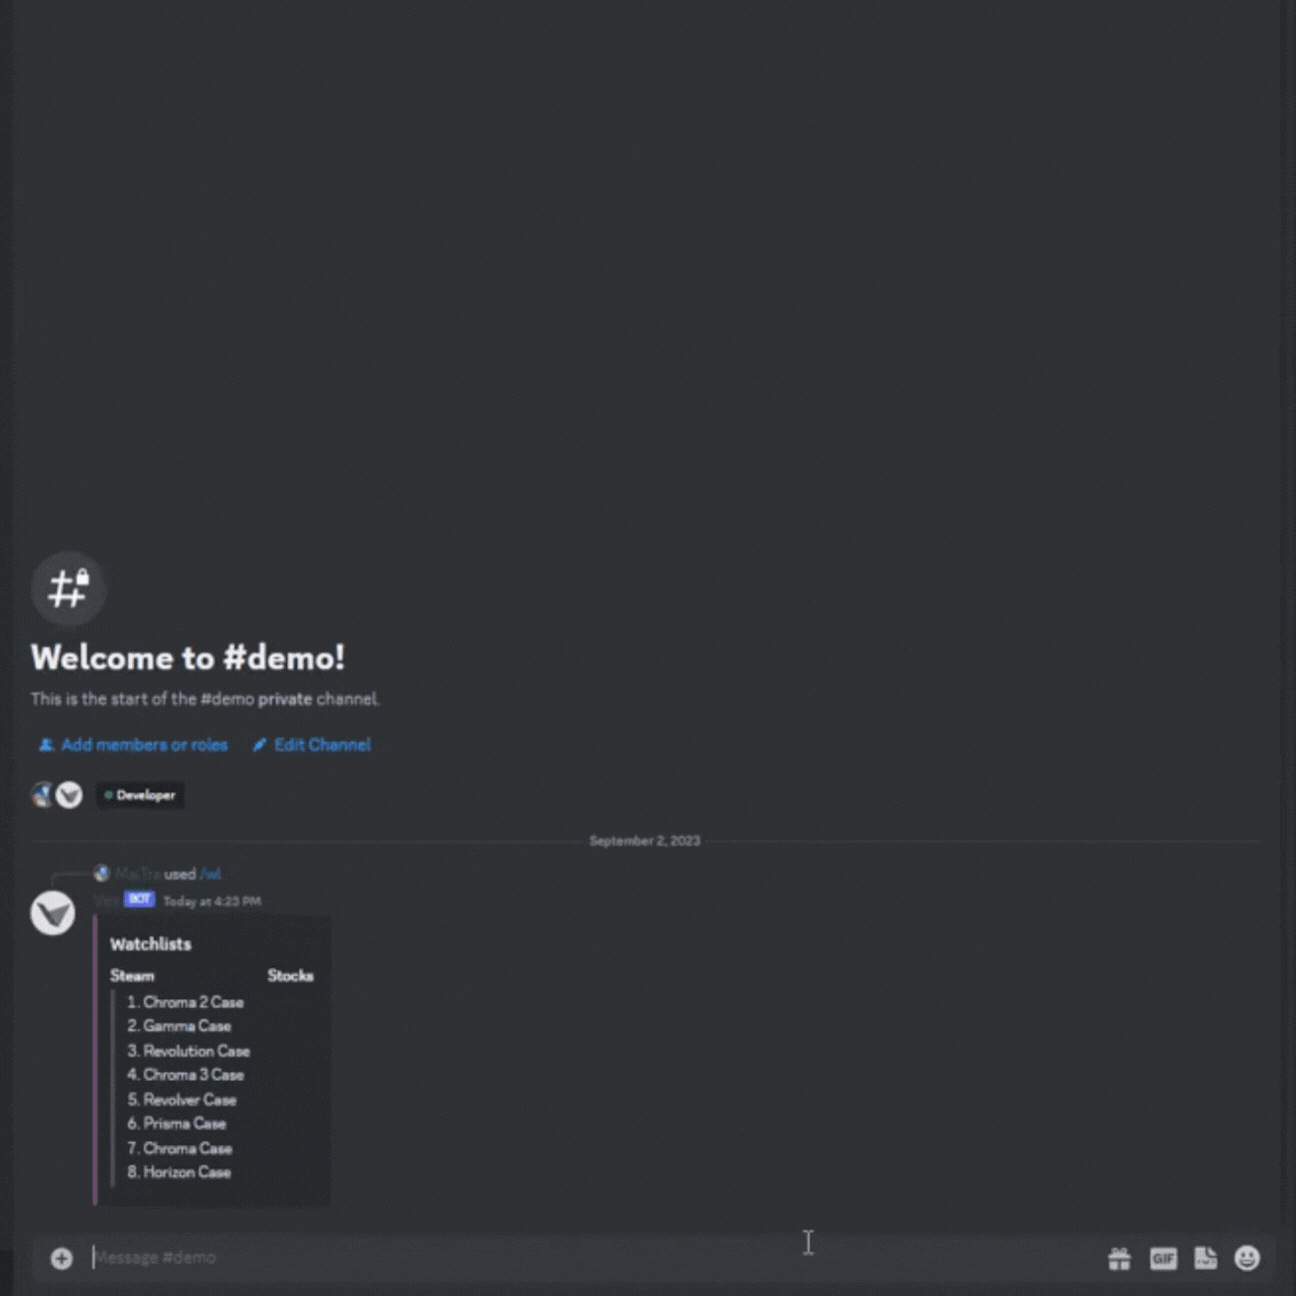 Welcome to #demo!
This is the start of the #demo private channel.
Add members or roles Edit Channel
Developer
September 2, 2023
used /wl
BOT Today at 4:23 PM
Watchlists
Steam Stocks
1. Chroma 2 Case
2. Gamma Case
3. Revolution Case
4. Chroma 3 Case
5. Revolver Case
6. Prisma Case
7. Chroma Case
8. Horizon Case
Message #demo
GIF